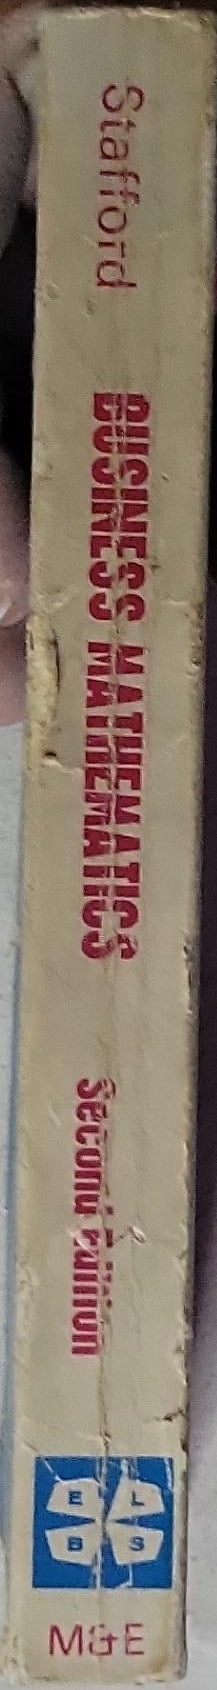 Stafford
BUSINESS MATHEMATICS
Second Edition
E L
B S
M&E